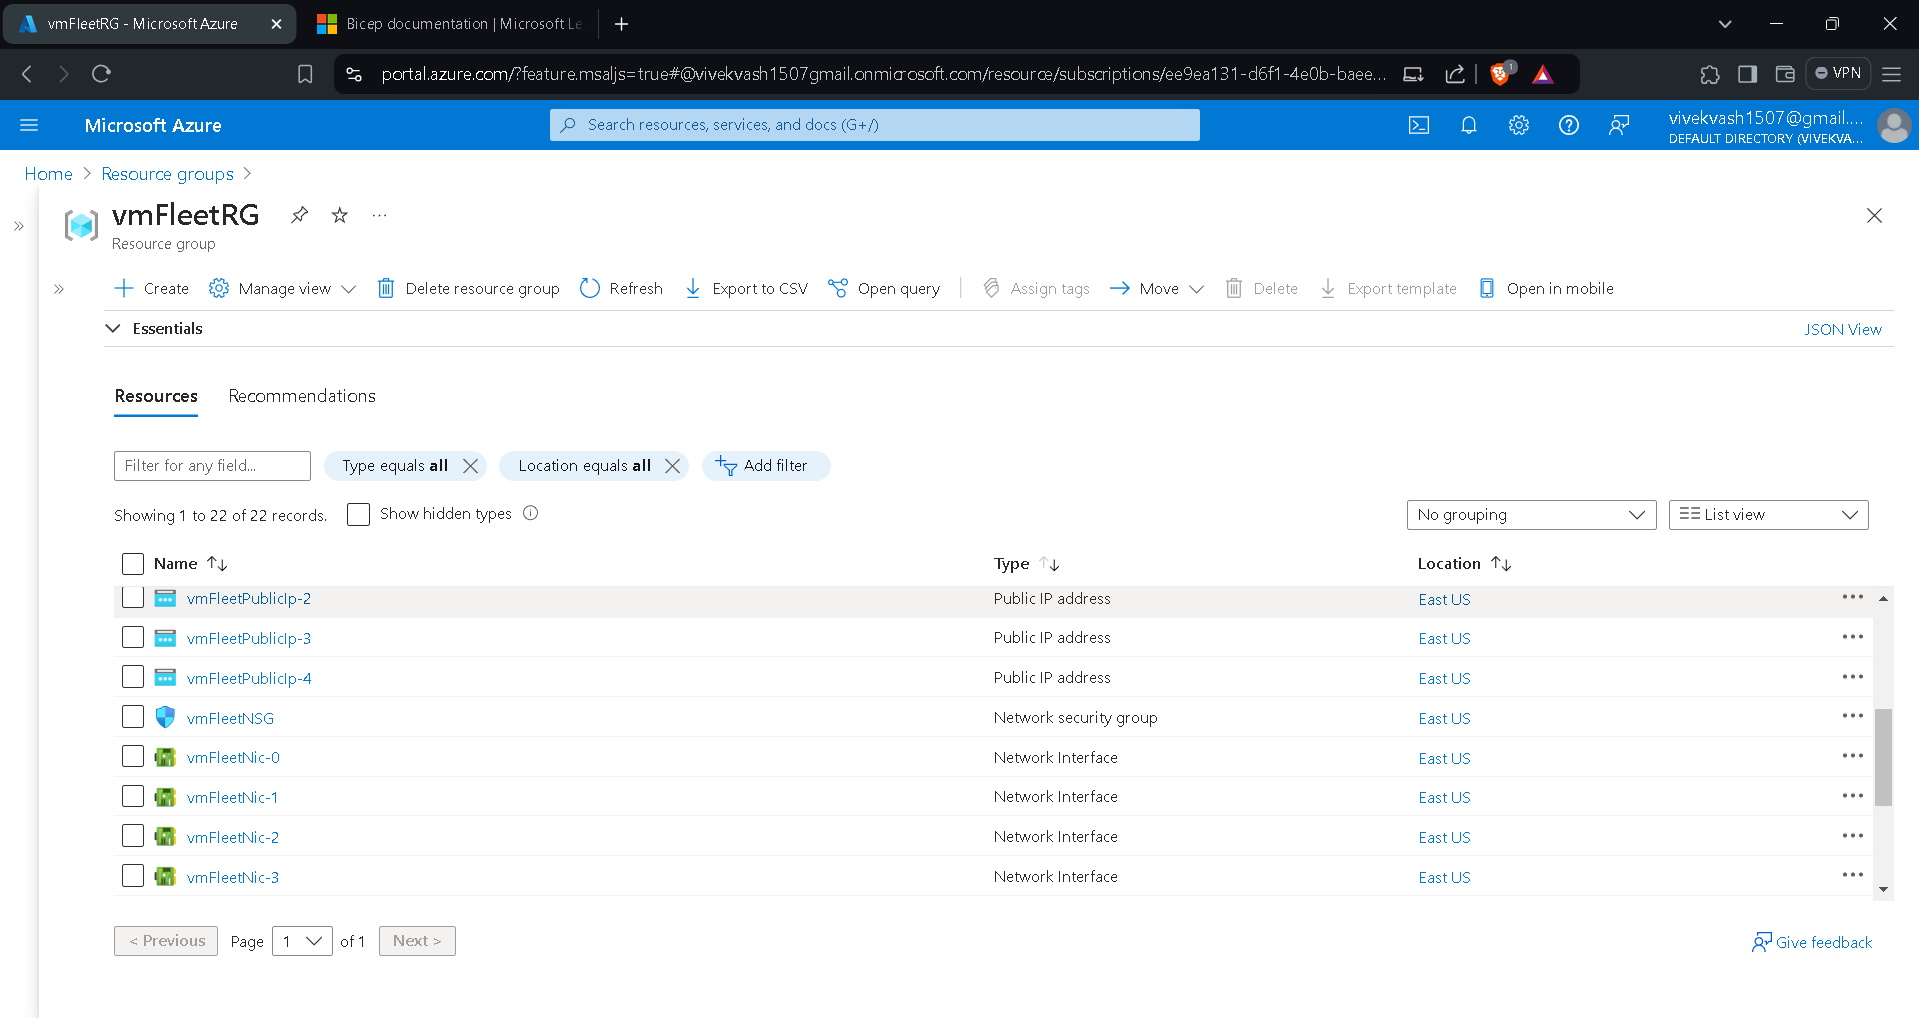 vmFleetRG - Microsoft Azure
Bicep documentation | Microsoft Le
portal.azure.com/?feature.msaljs=true#@vivekvash1507gmail.onmicrosoft.com/resource/subscriptions/ee9ea131-d6f1-4e0b-baee...
1
VPN
Microsoft Azure
Search resources, services, and docs (G+/)
vivekvash1507@gmail....
DEFAULT DIRECTORY (VIVEKVA...
Home > Resource groups >
vmFleetRG
Resource group
Create Manage view Delete resource group Refresh Export to CSV Open query Assign tags Move Delete Export template Open in mobile
Essentials JSON View
Resources Recommendations
Filter for any field... Type equals all Location equals all Add filter
Showing 1 to 22 of 22 records. Show hidden types No grouping List view
Name Type Location
vmFleetPublicIp-2 Public IP address East US
vmFleetPublicIp-3 Public IP address East US
vmFleetPublicIp-4 Public IP address East US
vmFleetNSG Network security group East US
vmFleetNic-0 Network Interface East US
vmFleetNic-1 Network Interface East US
vmFleetNic-2 Network Interface East US
vmFleetNic-3 Network Interface East US
< Previous Page 1 of 1 Next > Give feedback